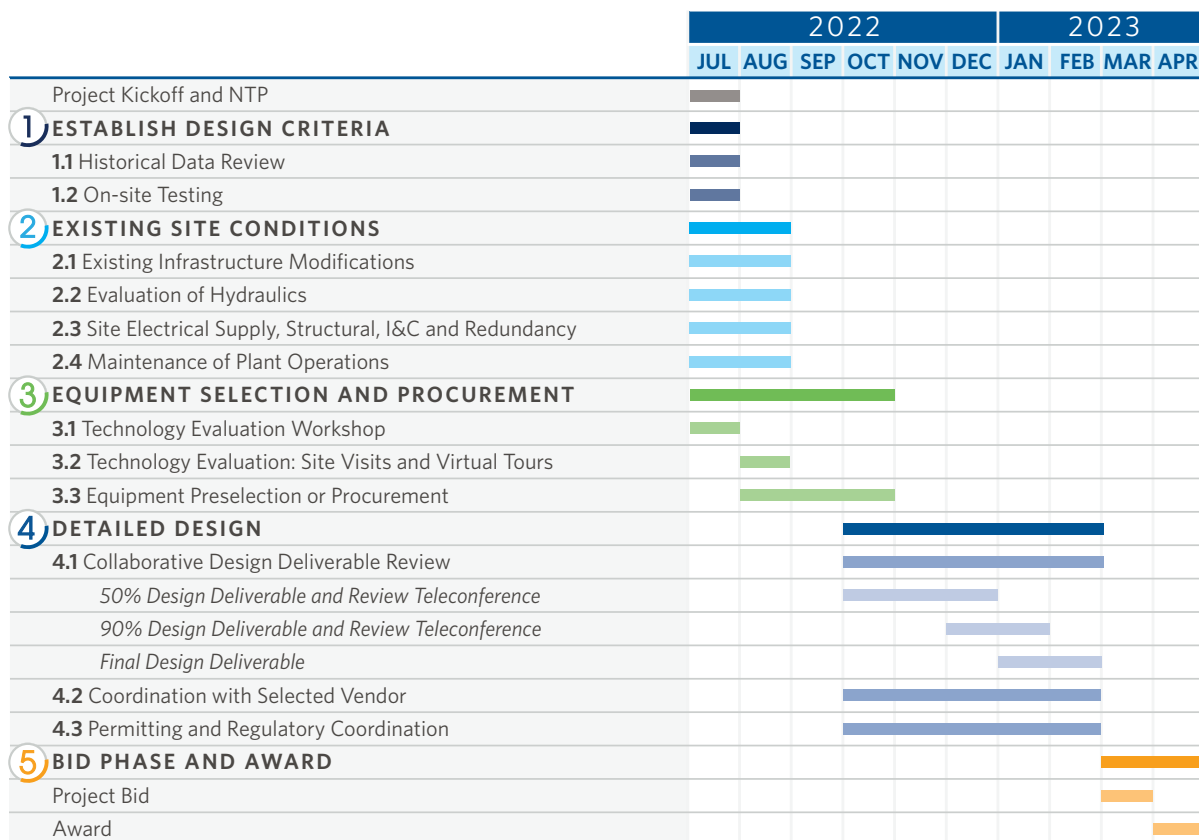 2022 2023
JUL AUG SEP OCT NOV DEC JAN FEB MAR APR
Project Kickoff and NTP
1 ESTABLISH DESIGN CRITERIA
1.1 Historical Data Review
1.2 On-site Testing
2 EXISTING SITE CONDITIONS
2.1 Existing Infrastructure Modifications
2.2 Evaluation of Hydraulics
2.3 Site Electrical Supply, Structural, I&C and Redundancy
2.4 Maintenance of Plant Operations
3 EQUIPMENT SELECTION AND PROCUREMENT
3.1 Technology Evaluation Workshop
3.2 Technology Evaluation: Site Visits and Virtual Tours
3.3 Equipment Preselection or Procurement
4 DETAILED DESIGN
4.1 Collaborative Design Deliverable Review
50% Design Deliverable and Review Teleconference
90% Design Deliverable and Review Teleconference
Final Design Deliverable
4.2 Coordination with Selected Vendor
4.3 Permitting and Regulatory Coordination
5 BID PHASE AND AWARD
Project Bid
Award